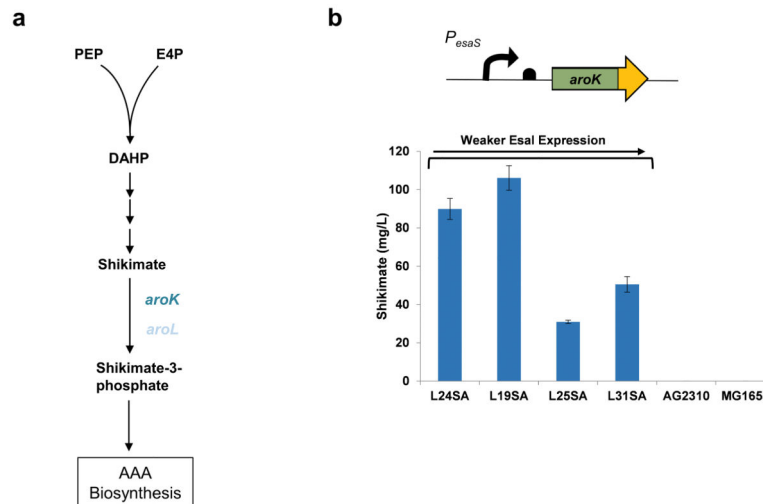 a
PEP E4P
DAHP
Shikimate
aroK
aroL
Shikimate-3-
phosphate
AAA
Biosynthesis
b
PesaS
aroK
Weaker EsaI Expression
Shikimate (mg/L)
120
100
80
60
40
20
0
L24SA L19SA L25SA L31SA AG2310 MG165